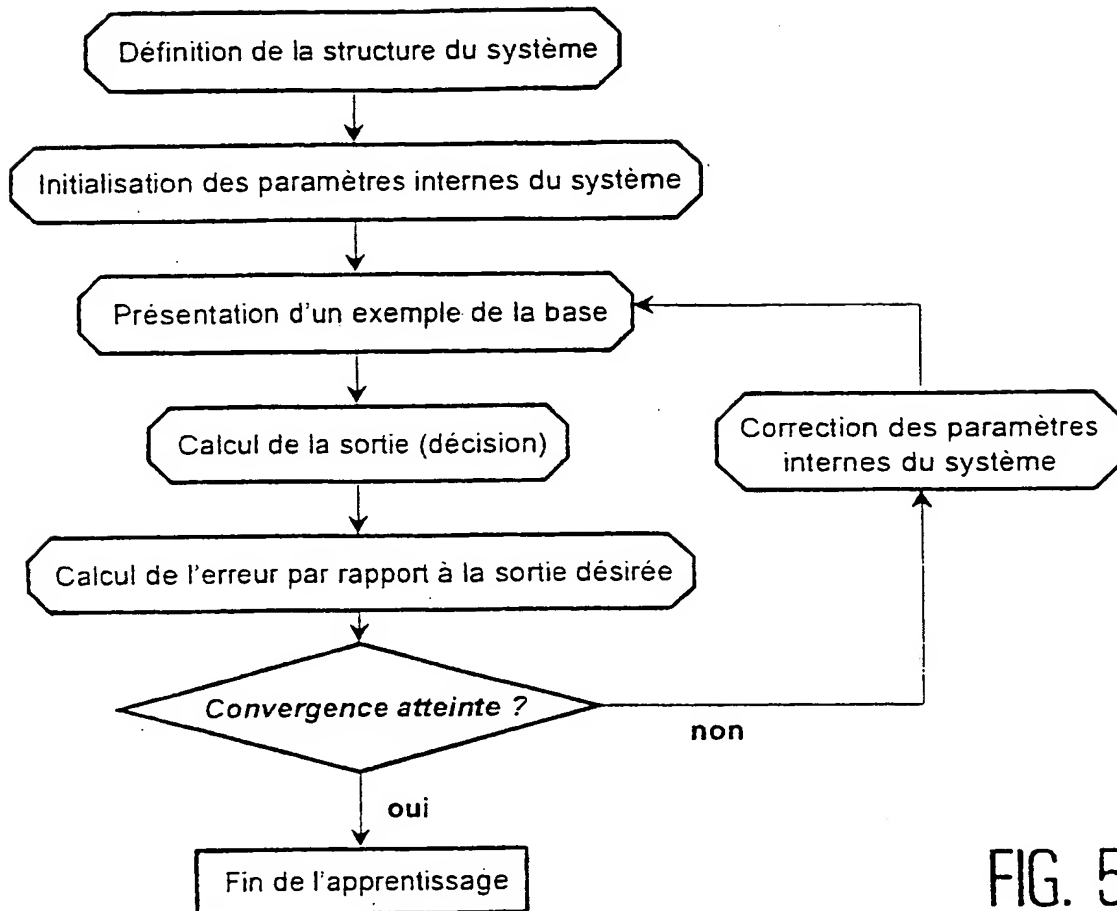 Définition de la structure du système
Initialisation des paramètres internes du système
Présentation d'un exemple de la base
Calcul de la sortie (décision)
Correction des paramètres
internes du système
Calcul de l'erreur par rapport à la sortie désirée
Convergence atteinte ?
non
oui
Fin de l'apprentissage
FIG. 5